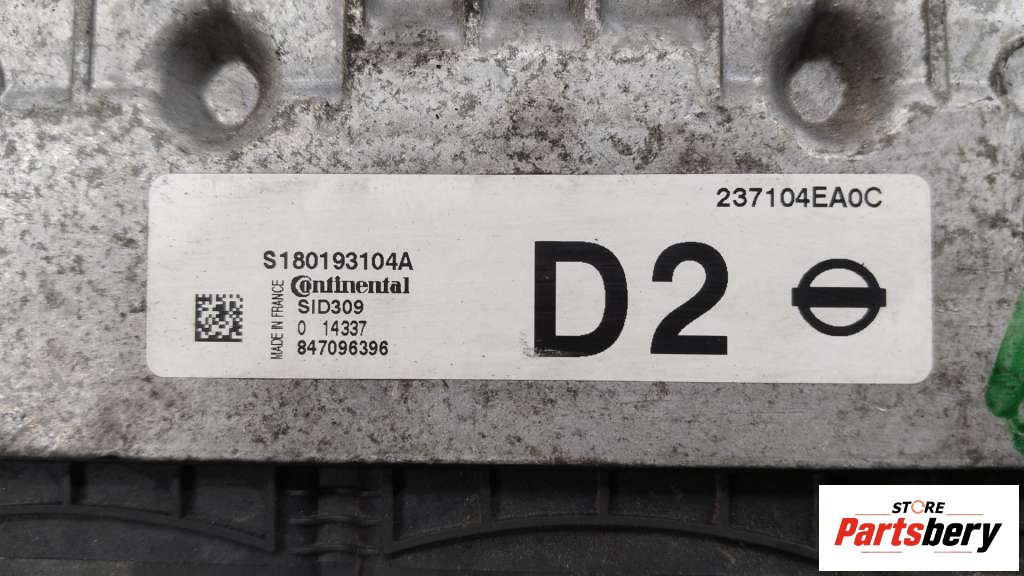 237104EA0C
S180193104A
Continental
SID309
0 14337
847096396
MADE IN FRANCE
D2
STORE
Partsbery